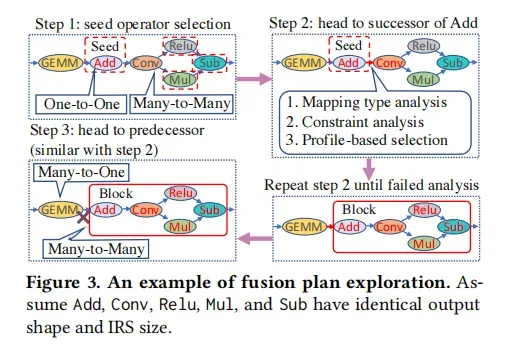 Step 1: seed operator selection
Seed
Relu
GEMM
Add
Conv
Sub
Mul
One-to-One
Many-to-Many
Step 2: head to successor of Add
Seed
Relu
GEMM
Add
Conv
Sub
Mul
1. Mapping type analysis
2. Constraint analysis
3. Profile-based selection
Step 3: head to predecessor
(similar with step 2)
Many-to-One
Block
Relu
GEMM
Add
Conv
Sub
Mul
Many-to-Many
Repeat step 2 until failed analysis
Block
Relu
GEMM
Add
Conv
Sub
Mul
Figure 3. An example of fusion plan exploration. As-
sume Add, Conv, Relu, Mul, and Sub have identical output
shape and IRS size.